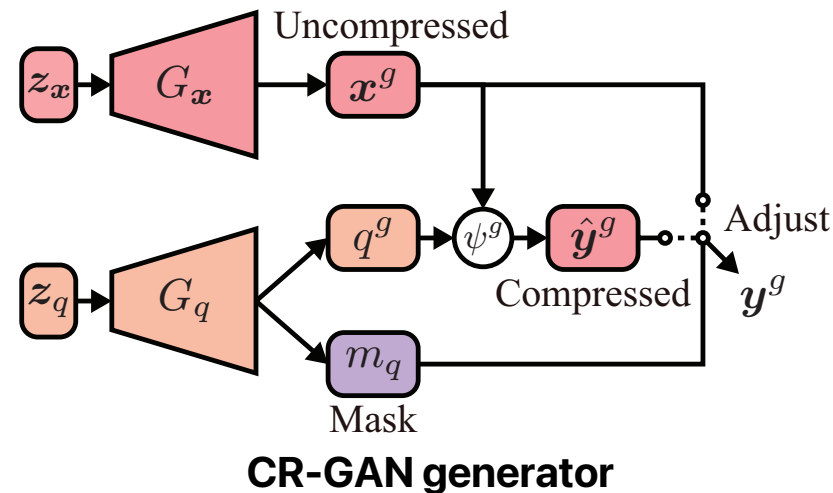 Uncompressed
z_x
G_x
x^g
q^g
ψ^g
ŷ^g
Adjust
z_q
G_q
Compressed
y^g
m_q
Mask
CR-GAN generator